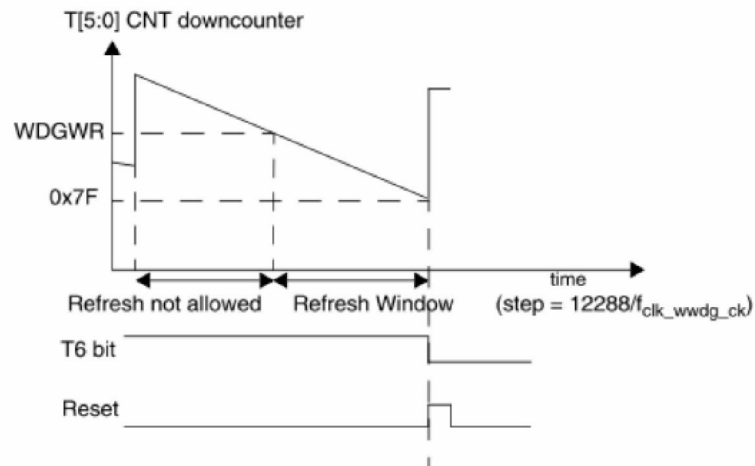 T[5:0] CNT downcounter
WDGWR
0x7F
time
Refresh not allowed Refresh Window (step = 12288/f_clk_wwdg_ck)
T6 bit
Reset